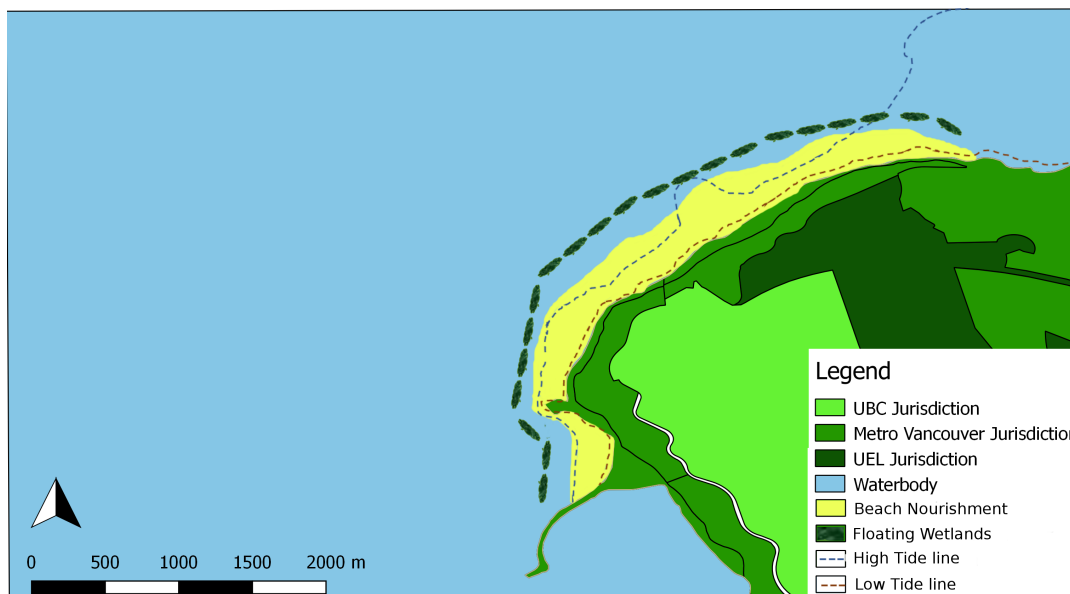 Legend
UBC Jurisdiction
Metro Vancouver Jurisdiction
UEL Jurisdiction
Waterbody
Beach Nourishment
Floating Wetlands
High Tide line
Low Tide line
0 500 1000 1500 2000 m